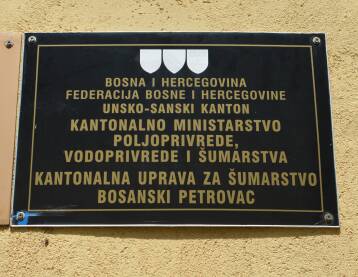 BOSNA I HERCEGOVINA
FEDERACIJA BOSNE I HERCEGOVINE
UNSKO-SANSKI KANTON
KANTONALNO MINISTARSTVO
POLJOPRIVREDE,
VODOPRIVREDE I ŠUMARSTVA
KANTONALNA UPRAVA ZA ŠUMARSTVO
BOSANSKI PETROVAC